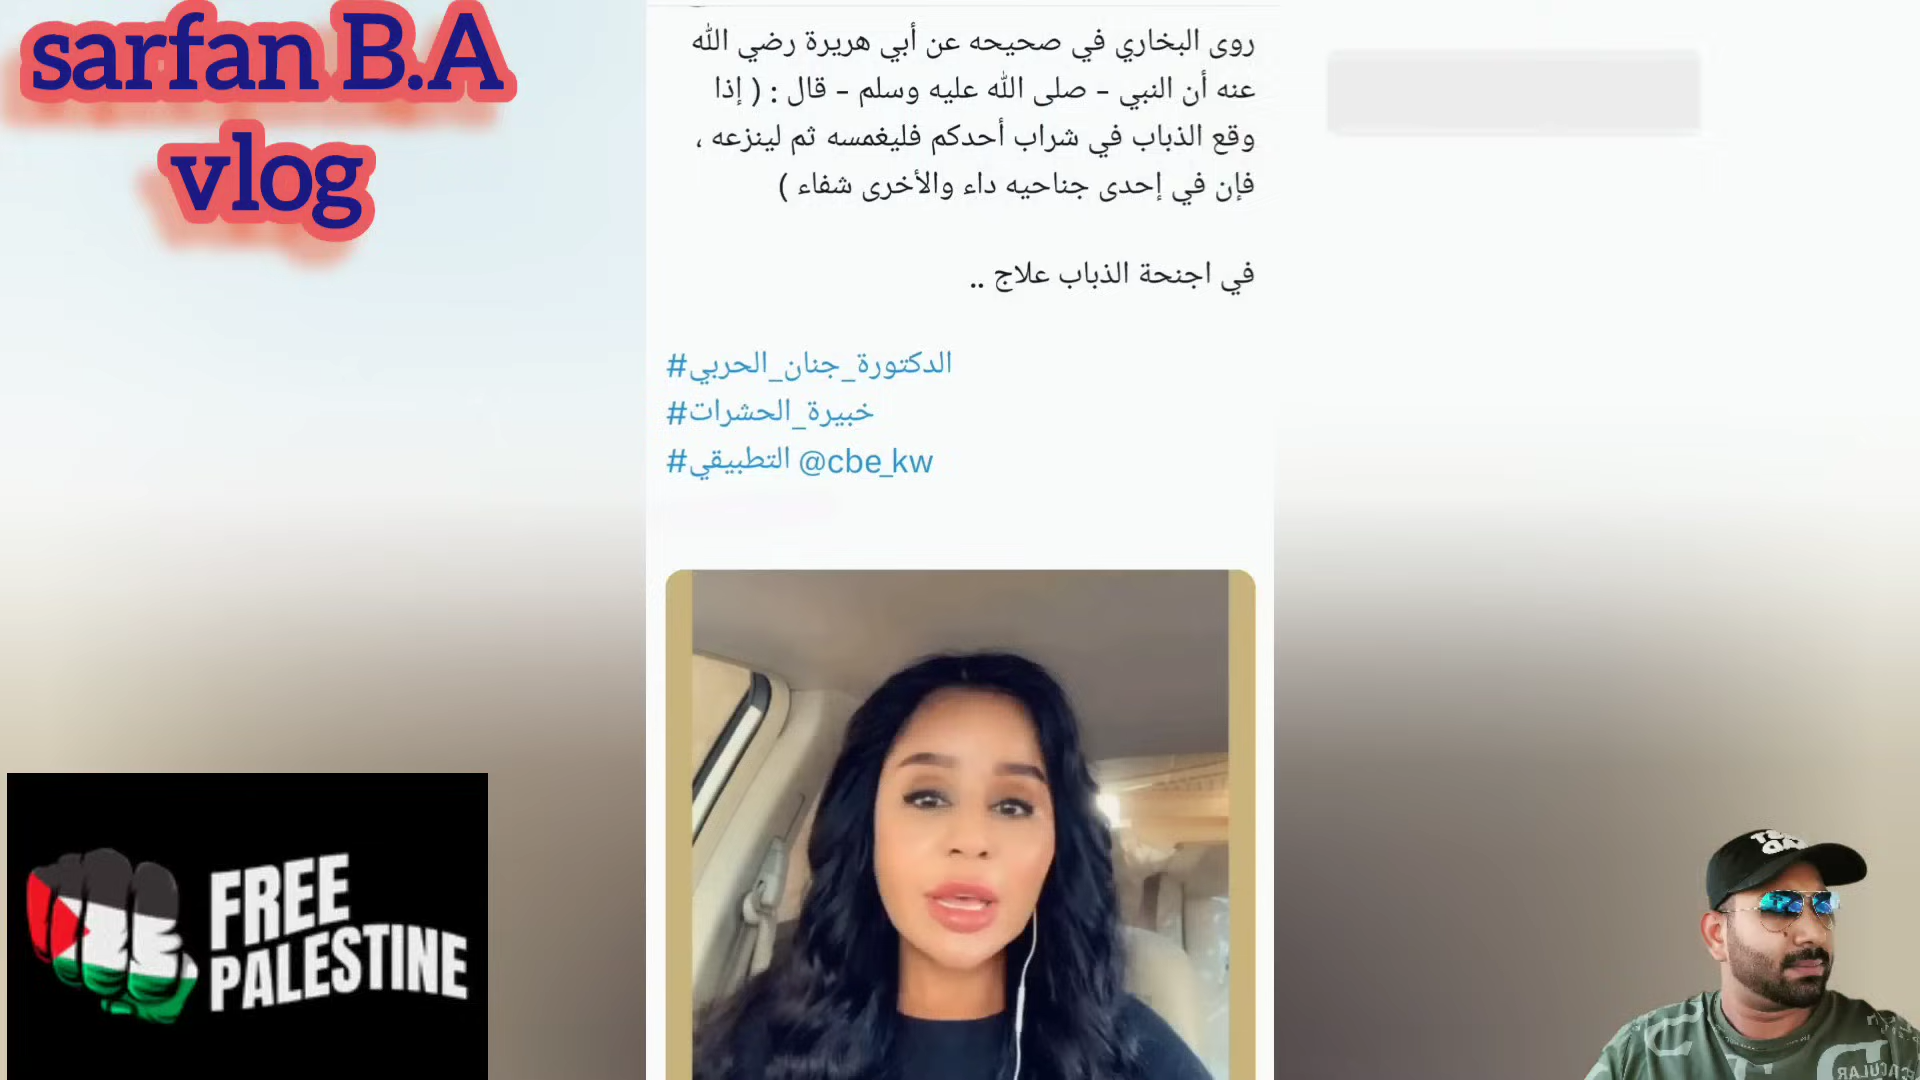 sarfan B.A
vlog
روى البخاري في صحيحه عن أبي هريرة رضي الله
عنه أن النبي - صلى الله عليه وسلم - قال : ( إذا
وقع الذباب في شراب أحدكم فليغمسه ثم لينزعه ،
فإن في إحدى جناحيه داء والأخرى شفاء )
في اجنحة الذباب علاج ..
#الدكتورة_جنان_الحربي
#خبيرة_الحشرات
#التطبيقي @cbe_kw
FREE
PALESTINE